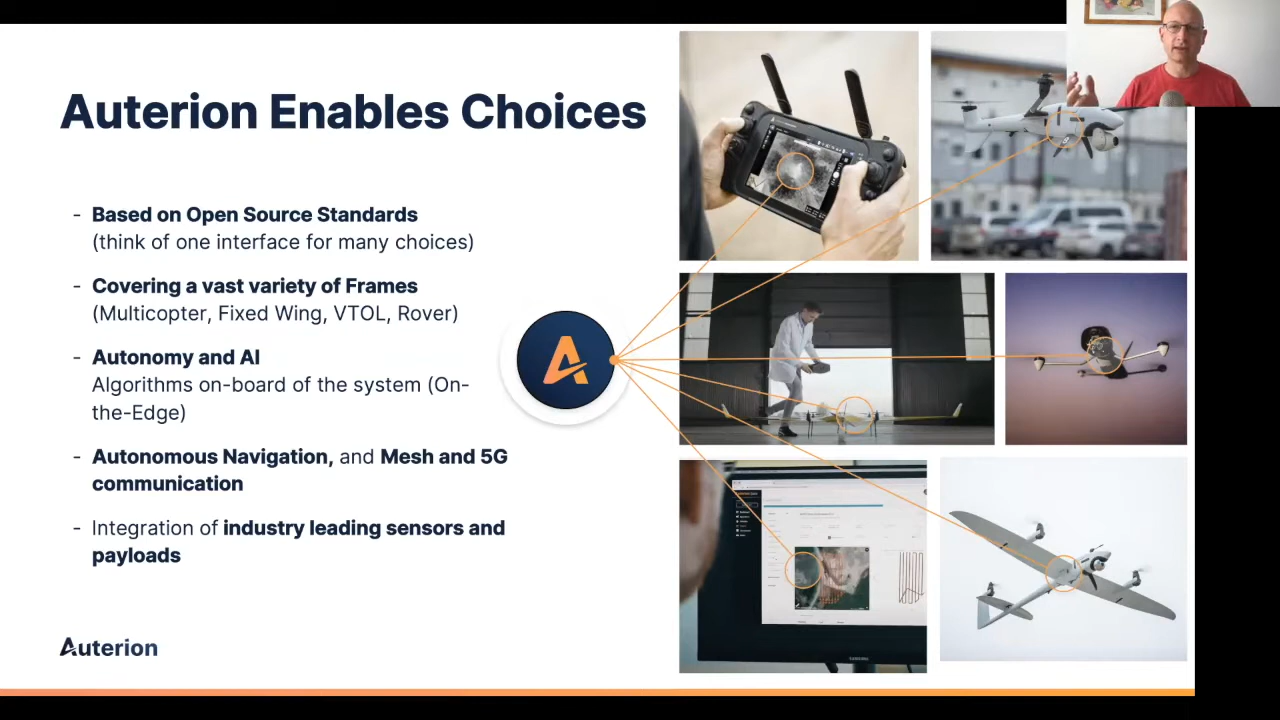 Auterion Enables Choices
- Based on Open Source Standards
(think of one interface for many choices)
- Covering a vast variety of Frames
(Multicopter, Fixed Wing, VTOL, Rover)
- Autonomy and AI
Algorithms on-board of the system (On-
the-Edge)
- Autonomous Navigation, and Mesh and 5G
communication
- Integration of industry leading sensors and
payloads
Auterion